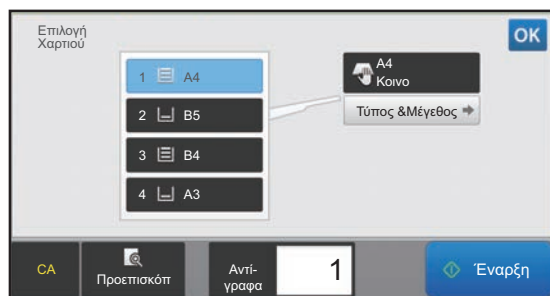 Επιλογή
Χαρτιού
OK
1 A4
2 B5
3 B4
4 A3
A4
Κοινο
Τύπος &Μέγεθος
CA
Προεπισκόπ
Αντί-
γραφα
1
Έναρξη